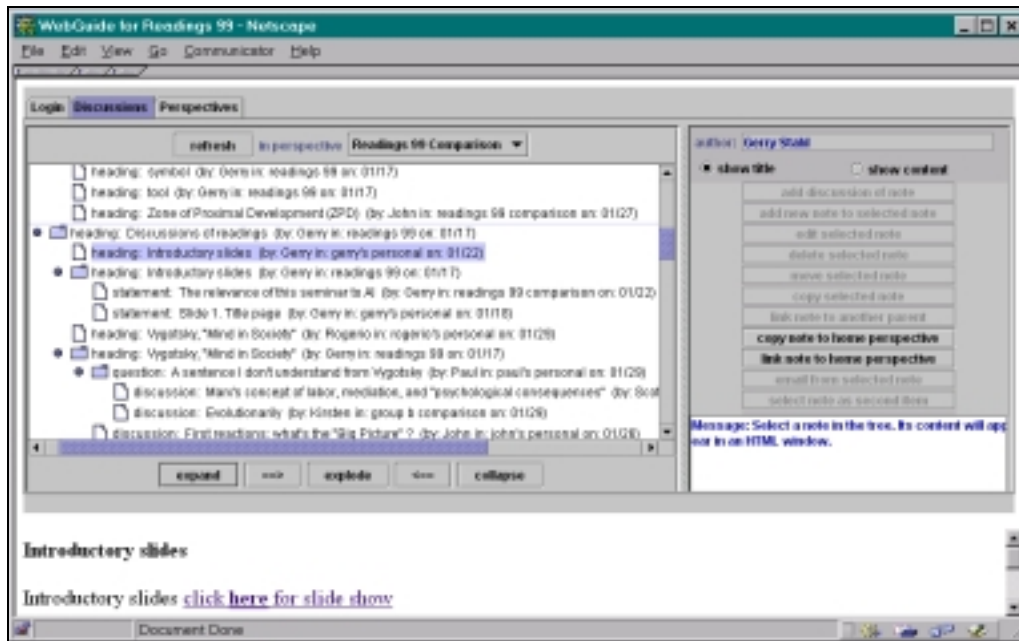 WebGuide for Readings 99 - Netscape
File Edit View Go Communicator Help
Login Discussions Perspectives
refresh in perspective Readings 99 Comparison
heading: symbol (by: Gerry in: readings 99 on: 01/17)
heading: tool (by: Gerry in: readings 99 on: 01/17)
heading: Zone of Proximal Development (ZPD) (by: John in: readings 99 comparison on: 01/27)
heading: Discussions of readings (by: Gerry in: readings 99 on: 01/17)
heading: Introductory slides (by: Gerry in: gerry's personal on: 01/22)
heading: Introductory slides (by: Gerry in: readings 99 on: 01/17)
statement: The relevance of this seminar to AI (by: Gerry in: readings 99 comparison on: 01/22)
statement: Slide 1. Title page (by: Gerry in: gerry's personal on: 01/18)
heading: Vygotsky, "Mind in Society" (by: Rogerio in: rogerio's personal on: 01/29)
heading: Vygotsky, "Mind in Society" (by: Gerry in: readings 99 on: 01/17)
question: A sentence I don't understand from Vygotsky (by: Paul in: paul's personal on: 01/29)
discussion: Marx's concept of labor, mediation, and "psychological consequences" (by: Scot
discussion: Evolutionarily (by: Kirsten in: group b comparison on: 01/29)
discussion: First reactions: what's the "Big Picture" ? (by: John in: john's personal on: 01/26)
expand ==> explode <== collapse
author: Gerry Stahl
show title show content
add discussion of note
add new note to selected note
edit selected note
delete selected note
move selected note
copy selected note
link note to another parent
copy note to home perspective
link note to home perspective
email from selected note
select note as second item
Message: Select a note in the tree. Its content will app
ear in an HTML window.
Introductory slides
Introductory slides click here for slide show
Document Done